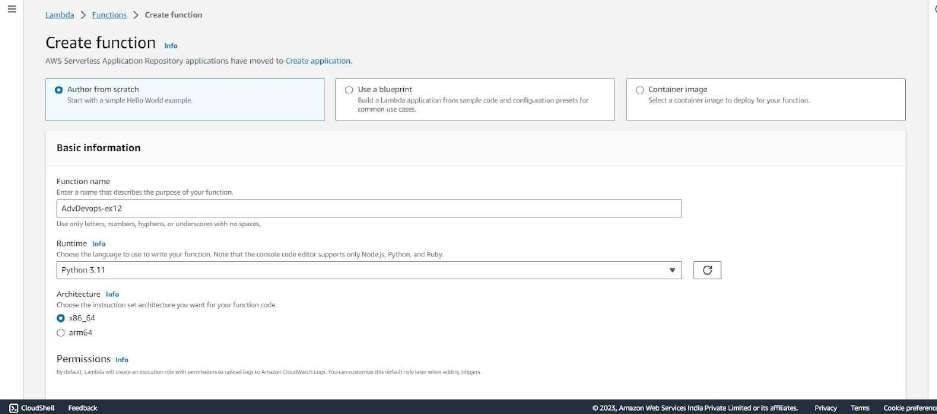 Lambda > Functions > Create function
Create function Info
AWS Serverless Application Repository applications have moved to Create application.
Author from scratch
Start with a simple Hello World example.
Use a blueprint
Build a Lambda application from sample code and configuration presets for
common use cases.
Container image
Select a container image to deploy for your function.
Basic information
Function name
Enter a name that describes the purpose of your function.
AdvDevops-ex12
Use only letters, numbers, hyphens, or underscores with no spaces.
Runtime Info
Choose the language to use to write your function. Note that the console code editor supports only Node.js, Python, and Ruby.
Python 3.11
Architecture Info
Choose the instruction set architecture you want for your function code.
x86_64
arm64
Permissions Info
By default, Lambda will create an execution role with permissions to upload logs to Amazon CloudWatch Logs. You can customize this default role later when adding triggers.
CloudShell Feedback © 2023, Amazon Web Services India Private Limited or its affiliates. Privacy Terms Cookie preferenc